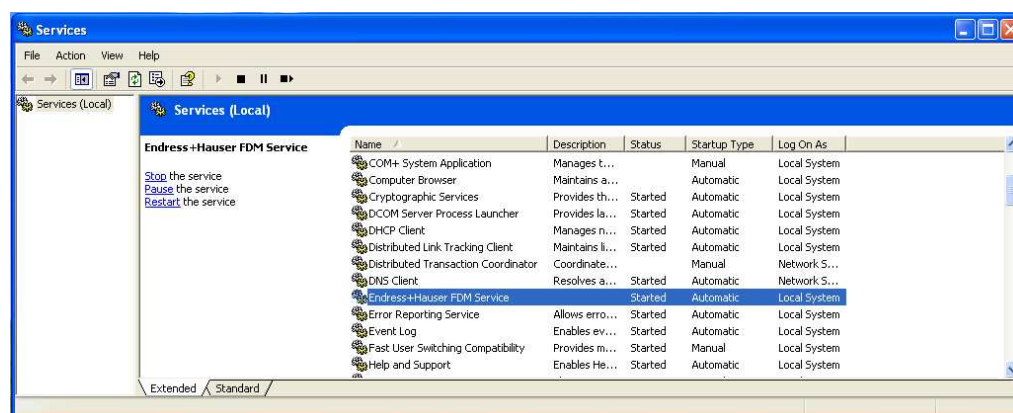 Services
File Action View Help
Services (Local)
Services (Local)
Endress+Hauser FDM Service
Stop the service
Pause the service
Restart the service
Name Description Status Startup Type Log On As
COM+ System Application Manages t... Manual Local System
Computer Browser Maintains a... Automatic Local System
Cryptographic Services Provides th... Started Automatic Local System
DCOM Server Process Launcher Provides la... Started Automatic Local System
DHCP Client Manages n... Started Automatic Local System
Distributed Link Tracking Client Maintains li... Started Automatic Local System
Distributed Transaction Coordinator Coordinate... Manual Network S...
DNS Client Resolves a... Started Automatic Network S...
Endress+Hauser FDM Service Started Automatic Local System
Error Reporting Service Allows erro... Started Automatic Local System
Event Log Enables ev... Started Automatic Local System
Fast User Switching Compatibility Provides m... Started Manual Local System
Help and Support Enables He... Started Automatic Local System
Extended Standard